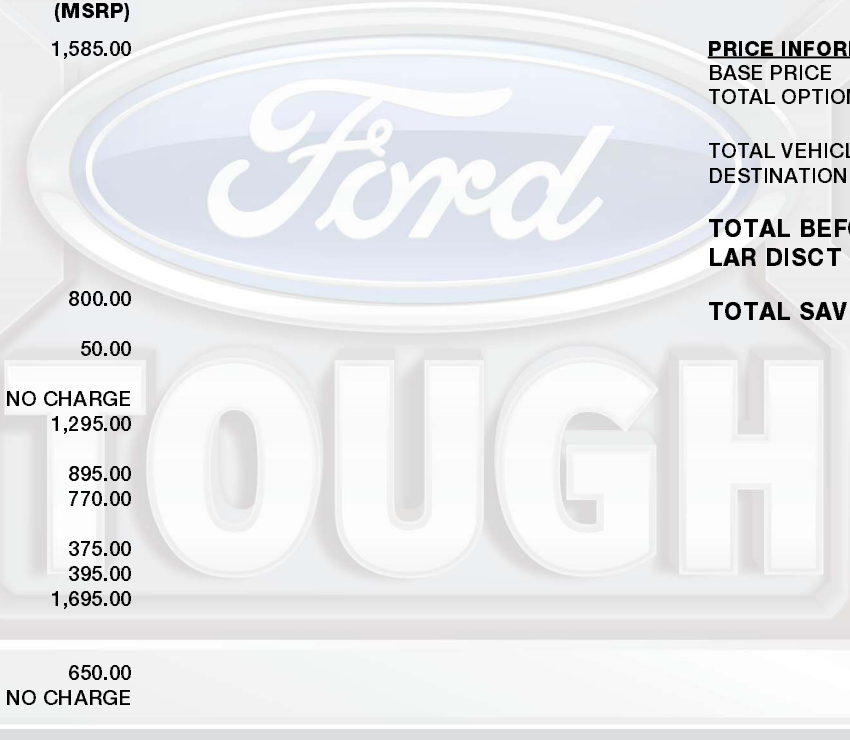 (MSRP)
1,585.00
800.00
50.00
NO CHARGE
1,295.00
895.00
770.00
375.00
395.00
1,695.00
650.00
NO CHARGE
PRICE INFOR
BASE PRICE
TOTAL OPTION
TOTAL VEHICL
DESTINATION
TOTAL BEFO
LAR DISCT
TOTAL SAV
Ford
TOUGH